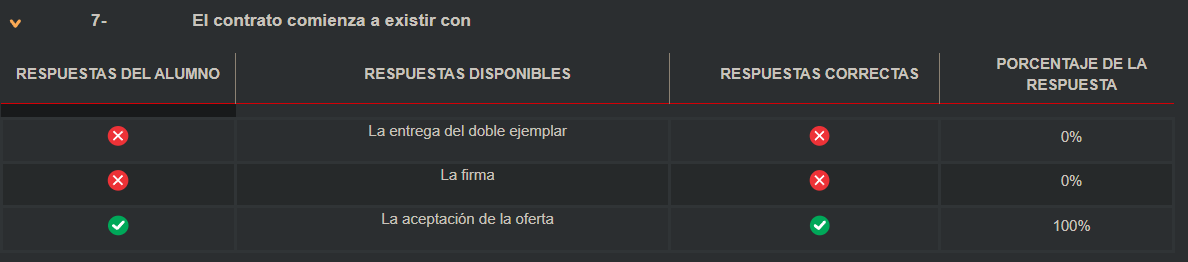 7- El contrato comienza a existir con
RESPUESTAS DEL ALUMNO RESPUESTAS DISPONIBLES RESPUESTAS CORRECTAS PORCENTAJE DE LA RESPUESTA
La entrega del doble ejemplar 0%
La firma 0%
La aceptación de la oferta 100%